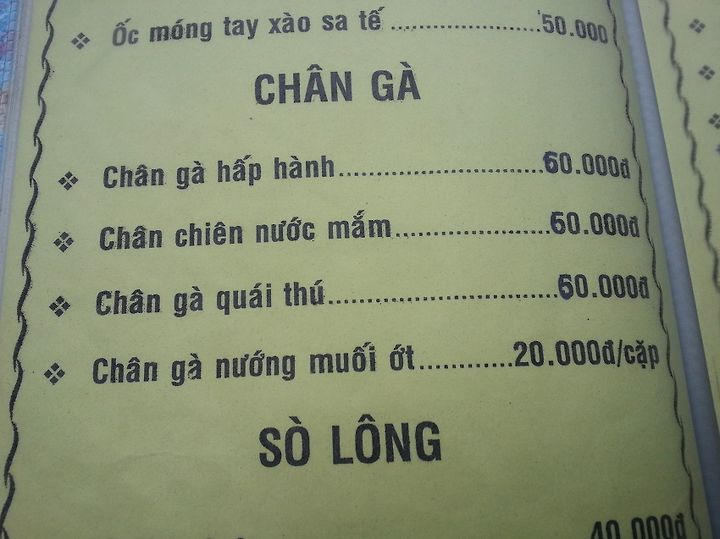 ❖ Ốc móng tay xào sa tế ......................50.000
CHÂN GÀ
❖ Chân gà hấp hành...........................60.000đ
❖ Chân chiên nước mắm....................60.000đ
❖ Chân gà quái thú..............................60.000đ
❖ Chân gà nướng muối ớt.............20.000đ/cặp
SÒ LÔNG
40.000đ